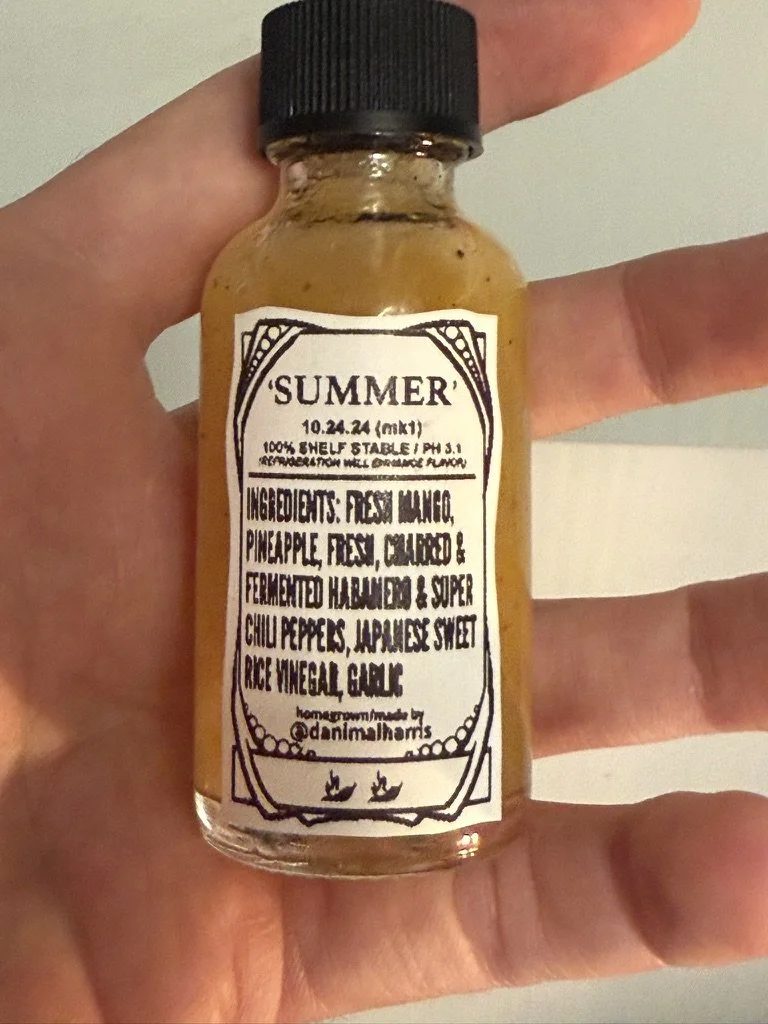 'SUMMER'
10.24.24 (mk1)
100% SHELF STABLE / PH 3.1
(REFRIGERATION WILL ENHANCE FLAVOR)
INGREDIENTS: FRESH MANGO,
PINEAPPLE, FRESH, CHARRED &
FERMENTED HABANERO & SUPER
CHILI PEPPERS, JAPANESE SWEET
RICE VINEGAR, GARLIC
homegrown/made by
@danimalharris